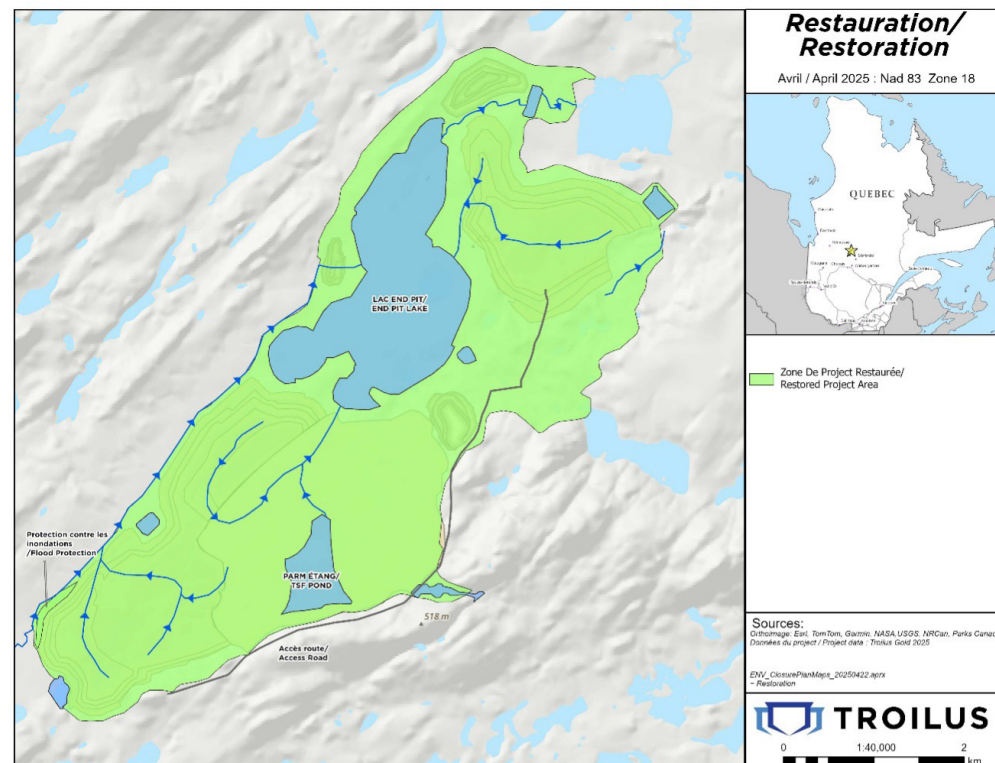 Restauration/
Restoration
Avril / April 2025 : Nad 83 Zone 18
QUEBEC
LAC END PIT/
END PIT LAKE
Zone De Project Restaurée/
Restored Project Area
Protection contre les
inondations
/Flood Protection
PARM ÉTANG/
TSF POND
518 m
Accès route/
Access Road
Sources:
Orthoimage: Esri, TomTom, Garmin, NASA,USGS, NRCan, Parks Canac
Données du project / Project data : Troilus Gold 2025
ENV_ClosurePlanMaps_20250422.aprx
- Restoration
TROILUS
0 1:40,000 2
km